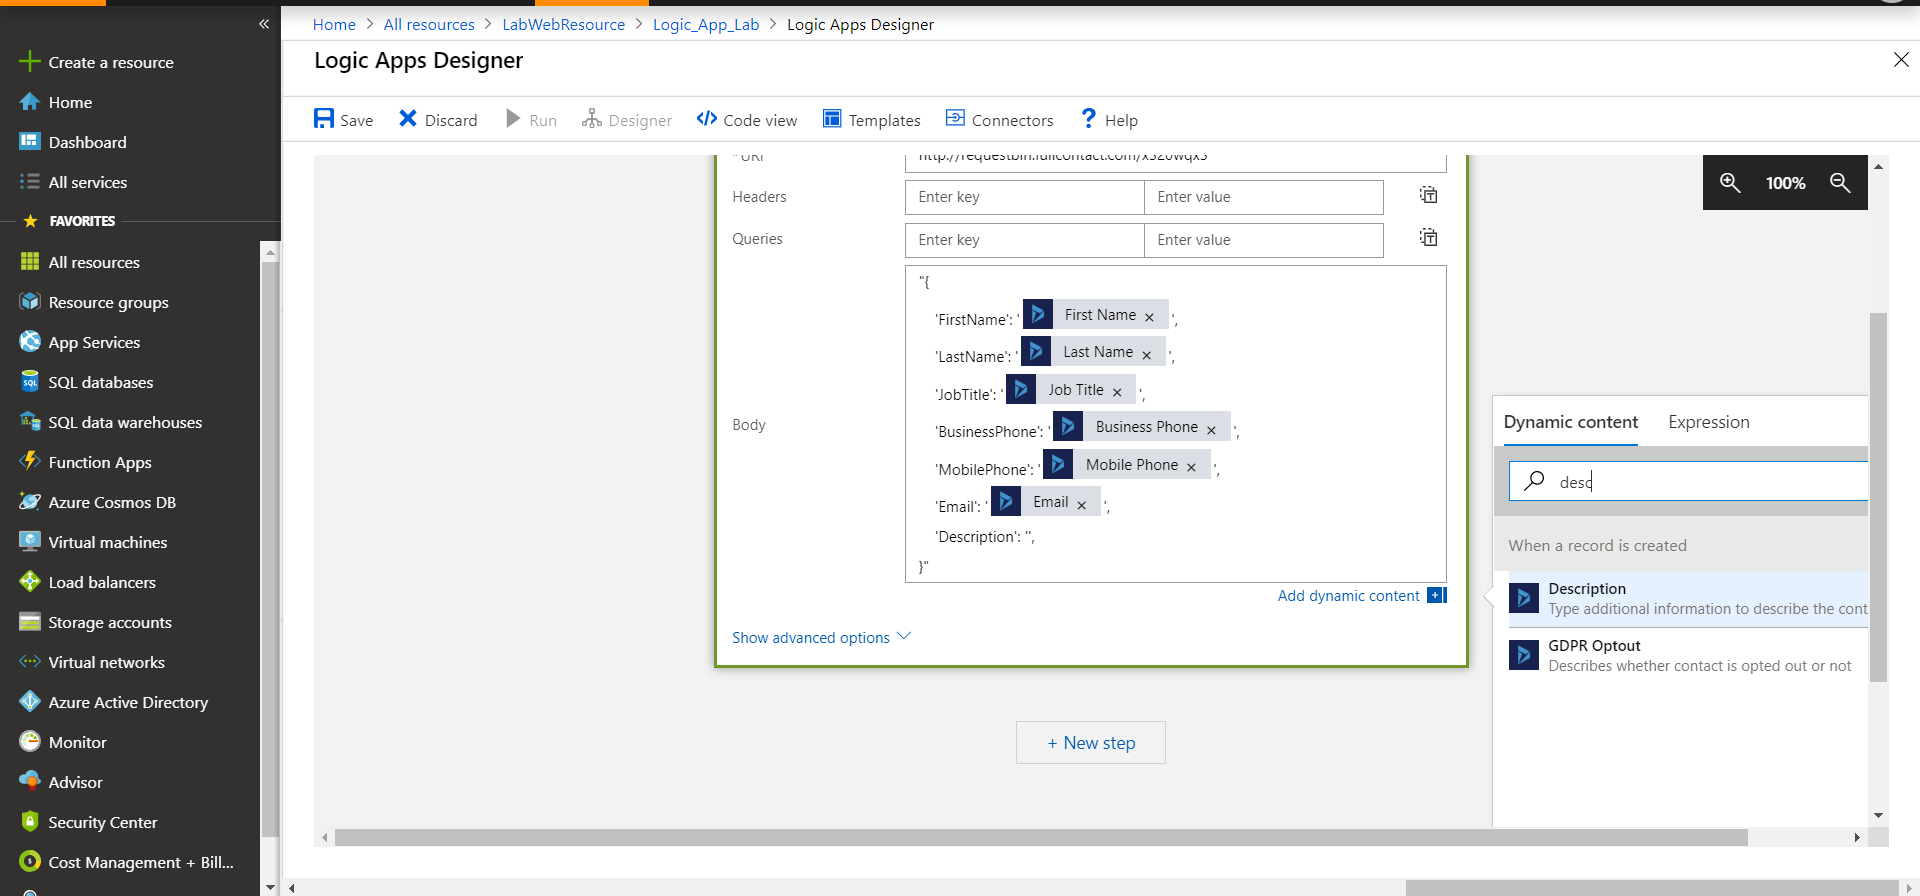 Home > All resources > LabWebResource > Logic_App_Lab > Logic Apps Designer
Logic Apps Designer
Save Discard Run Designer Code view Templates Connectors Help
Create a resource
Home
Dashboard
All services
FAVORITES
All resources
Resource groups
App Services
SQL databases
SQL data warehouses
Function Apps
Azure Cosmos DB
Virtual machines
Load balancers
Storage accounts
Virtual networks
Azure Active Directory
Monitor
Advisor
Security Center
Cost Management + Bill...
* URI
Headers Enter key Enter value
Queries Enter key Enter value
Body
"{
'FirstName': ' First Name × ',
'LastName': ' Last Name × ',
'JobTitle': ' Job Title × ',
'BusinessPhone': ' Business Phone × ',
'MobilePhone': ' Mobile Phone × ',
'Email': ' Email × ',
'Description': '',
}"
Add dynamic content
Show advanced options
+ New step
100%
Dynamic content Expression
desc
When a record is created
Description
Type additional information to describe the cont
GDPR Optout
Describes whether contact is opted out or not